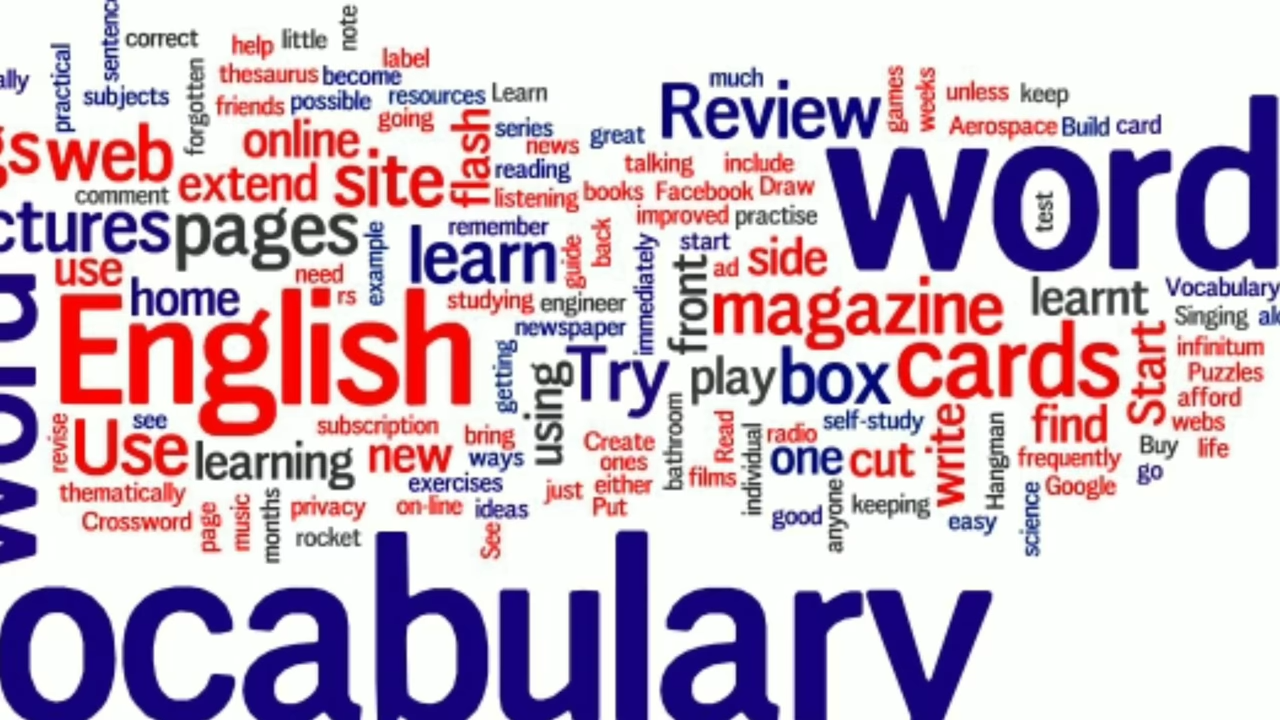 sentence
correct
help
little
note
label
ally
practical
subjects
forgotten
thesaurus
become
friends
possible
resources
Learn
going
much
Review
games
weeks
unless
keep
Aerospace
Build
card
gs
web
online
flash
series
news
great
word
comment
extend
site
reading
listening
books
talking
include
Facebook
Draw
improved
practise
test
ctures
pages
example
remember
learn
guide
back
immediately
start
ad
side
use
home
need
rs
studying
engineer
front
magazine
learnt
Vocabulary
Singing
English
newspaper
getting
using
Try
play
box
cards
Start
infinitum
Puzzles
afford
webs
word
revise
see
Use
learning
subscription
new
bring
ways
Create
ones
either
bathroom
Read
films
individual
radio
self-study
one
cut
write
Hangman
find
frequently
Google
Buy
go
life
thematically
exercises
just
Put
Crossword
page
music
months
privacy
rocket
on-line
ideas
See
good
anyone
keeping
easy
science
ocabulary